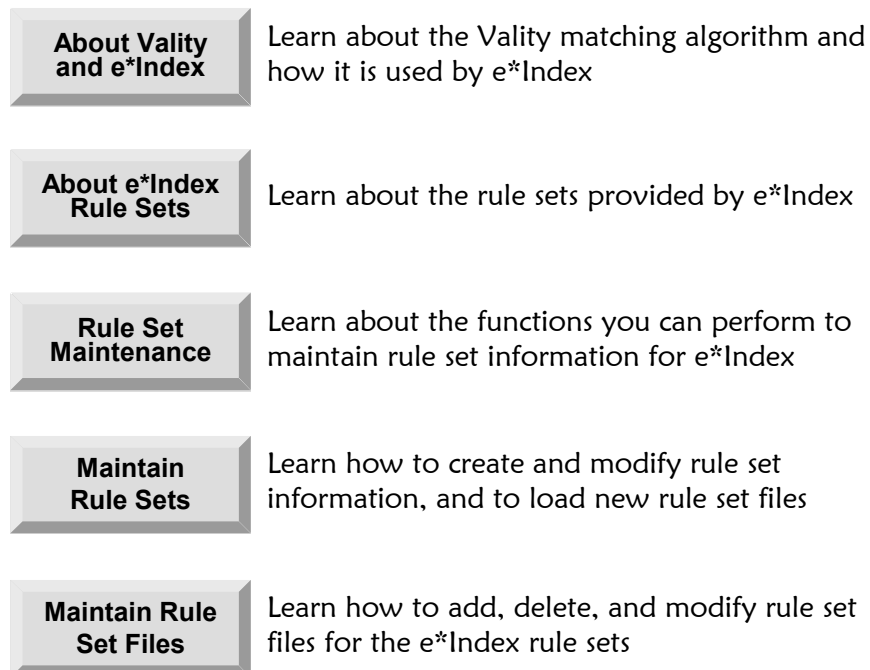 About Vality
and e*Index
Learn about the Vality matching algorithm and
how it is used by e*Index
About e*Index
Rule Sets
Learn about the rule sets provided by e*Index
Rule Set
Maintenance
Learn about the functions you can perform to
maintain rule set information for e*Index
Maintain
Rule Sets
Learn how to create and modify rule set
information, and to load new rule set files
Maintain Rule
Set Files
Learn how to add, delete, and modify rule set
files for the e*Index rule sets